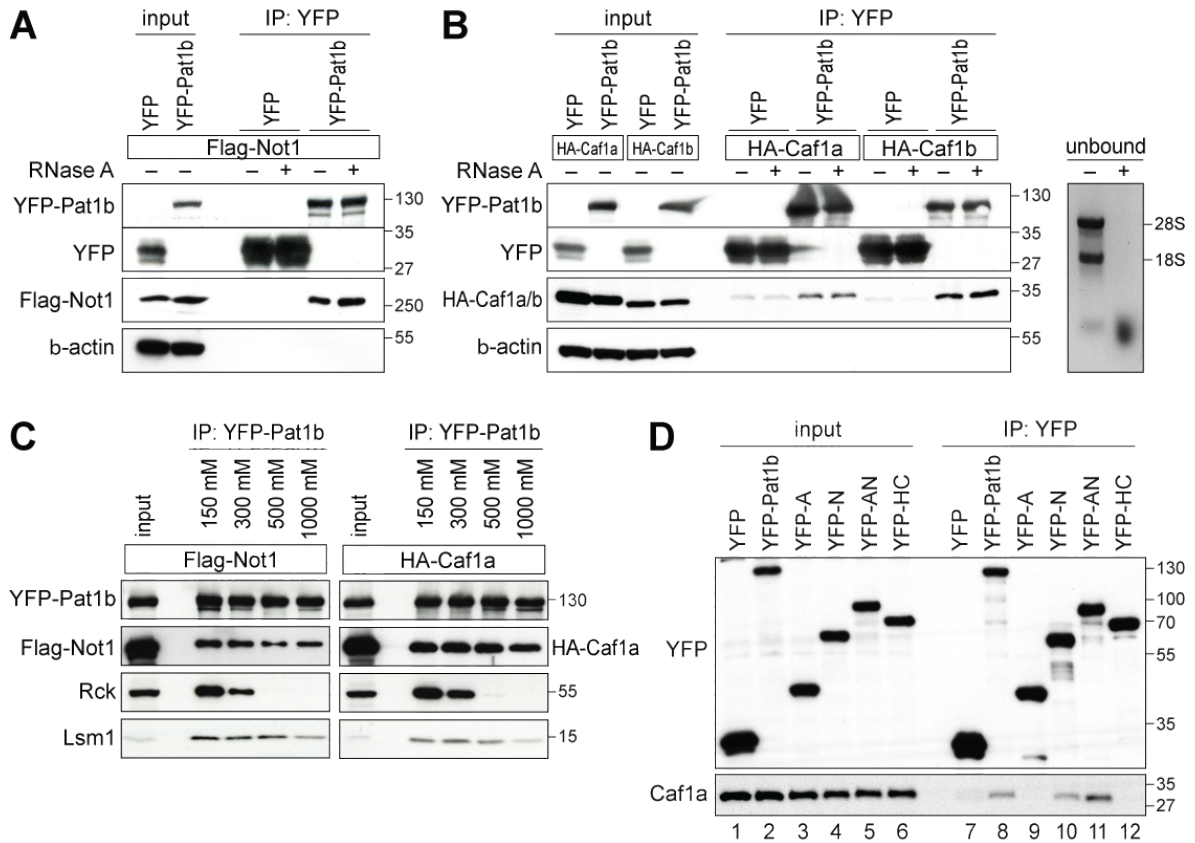 A
input
IP: YFP
YFP
YFP-Pat1b
YFP
YFP-Pat1b
Flag-Not1
RNase A
– – – + – +
YFP-Pat1b
130
YFP
35
27
Flag-Not1
250
b-actin
55
B
input
IP: YFP
YFP
YFP-Pat1b
YFP
YFP-Pat1b
YFP
YFP-Pat1b
YFP
YFP-Pat1b
HA-Caf1a
HA-Caf1b
HA-Caf1a
HA-Caf1b
RNase A
– – – – – + – + – + – +
YFP-Pat1b
130
YFP
35
27
HA-Caf1a/b
35
b-actin
55
unbound
– +
28S
18S
C
IP: YFP-Pat1b
input
150 mM
300 mM
500 mM
1000 mM
Flag-Not1
IP: YFP-Pat1b
input
150 mM
300 mM
500 mM
1000 mM
HA-Caf1a
YFP-Pat1b
130
Flag-Not1
HA-Caf1a
Rck
55
Lsm1
15
D
input
IP: YFP
YFP
YFP-Pat1b
YFP-A
YFP-N
YFP-AN
YFP-HC
YFP
YFP-Pat1b
YFP-A
YFP-N
YFP-AN
YFP-HC
YFP
130
100
70
55
35
Caf1a
35
27
1 2 3 4 5 6 7 8 9 10 11 12